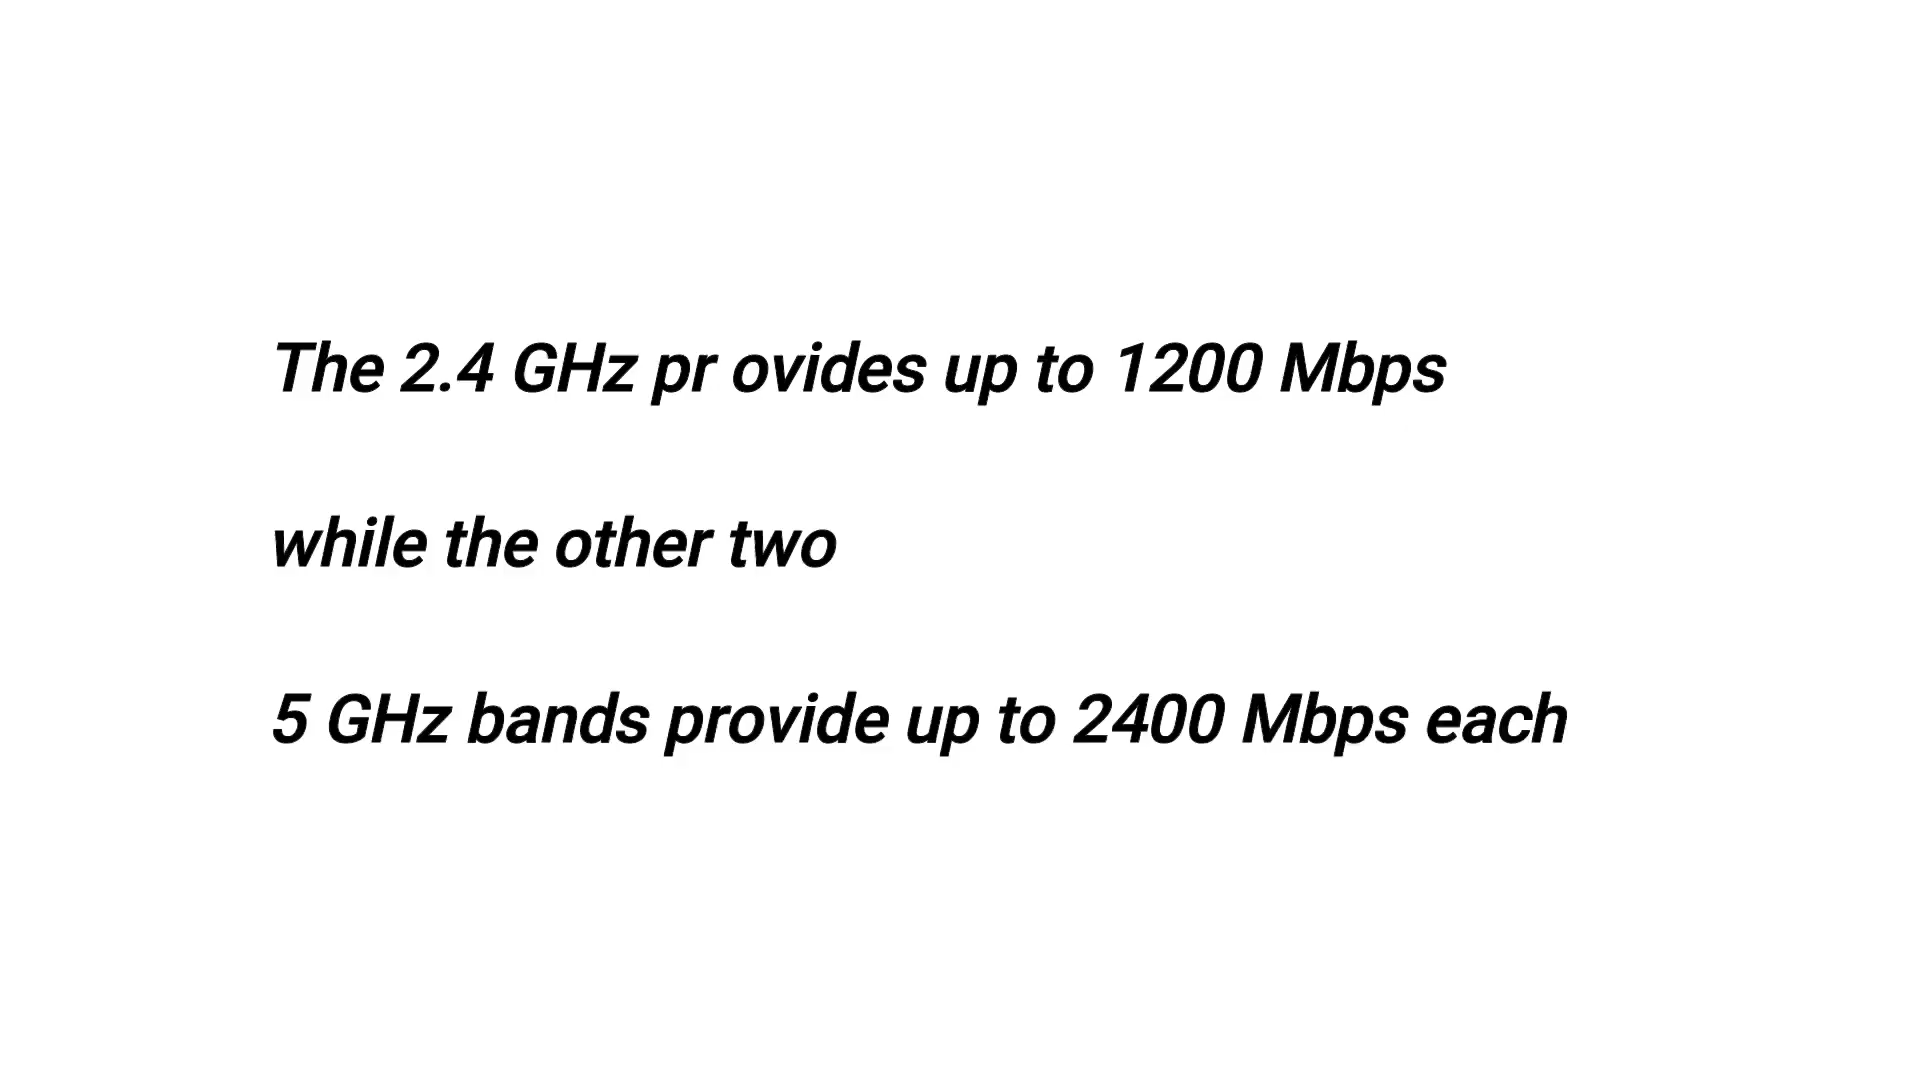 The 2.4 GHz pr ovides up to 1200 Mbps
while the other two
5 GHz bands provide up to 2400 Mbps each